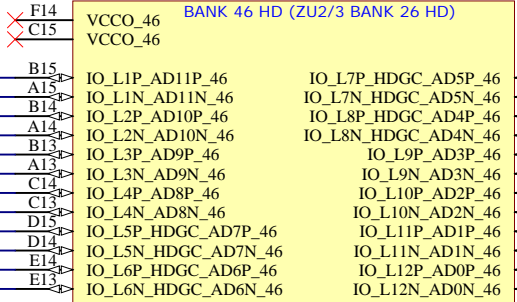 BANK 46 HD (ZU2/3 BANK 26 HD)
F14 VCCO_46
C15 VCCO_46
B15 IO_L1P_AD11P_46 IO_L7P_HDGC_AD5P_46
A15 IO_L1N_AD11N_46 IO_L7N_HDGC_AD5N_46
B14 IO_L2P_AD10P_46 IO_L8P_HDGC_AD4P_46
A14 IO_L2N_AD10N_46 IO_L8N_HDGC_AD4N_46
B13 IO_L3P_AD9P_46 IO_L9P_AD3P_46
A13 IO_L3N_AD9N_46 IO_L9N_AD3N_46
C14 IO_L4P_AD8P_46 IO_L10P_AD2P_46
C13 IO_L4N_AD8N_46 IO_L10N_AD2N_46
D15 IO_L5P_HDGC_AD7P_46 IO_L11P_AD1P_46
D14 IO_L5N_HDGC_AD7N_46 IO_L11N_AD1N_46
E14 IO_L6P_HDGC_AD6P_46 IO_L12P_AD0P_46
E13 IO_L6N_HDGC_AD6N_46 IO_L12N_AD0N_46